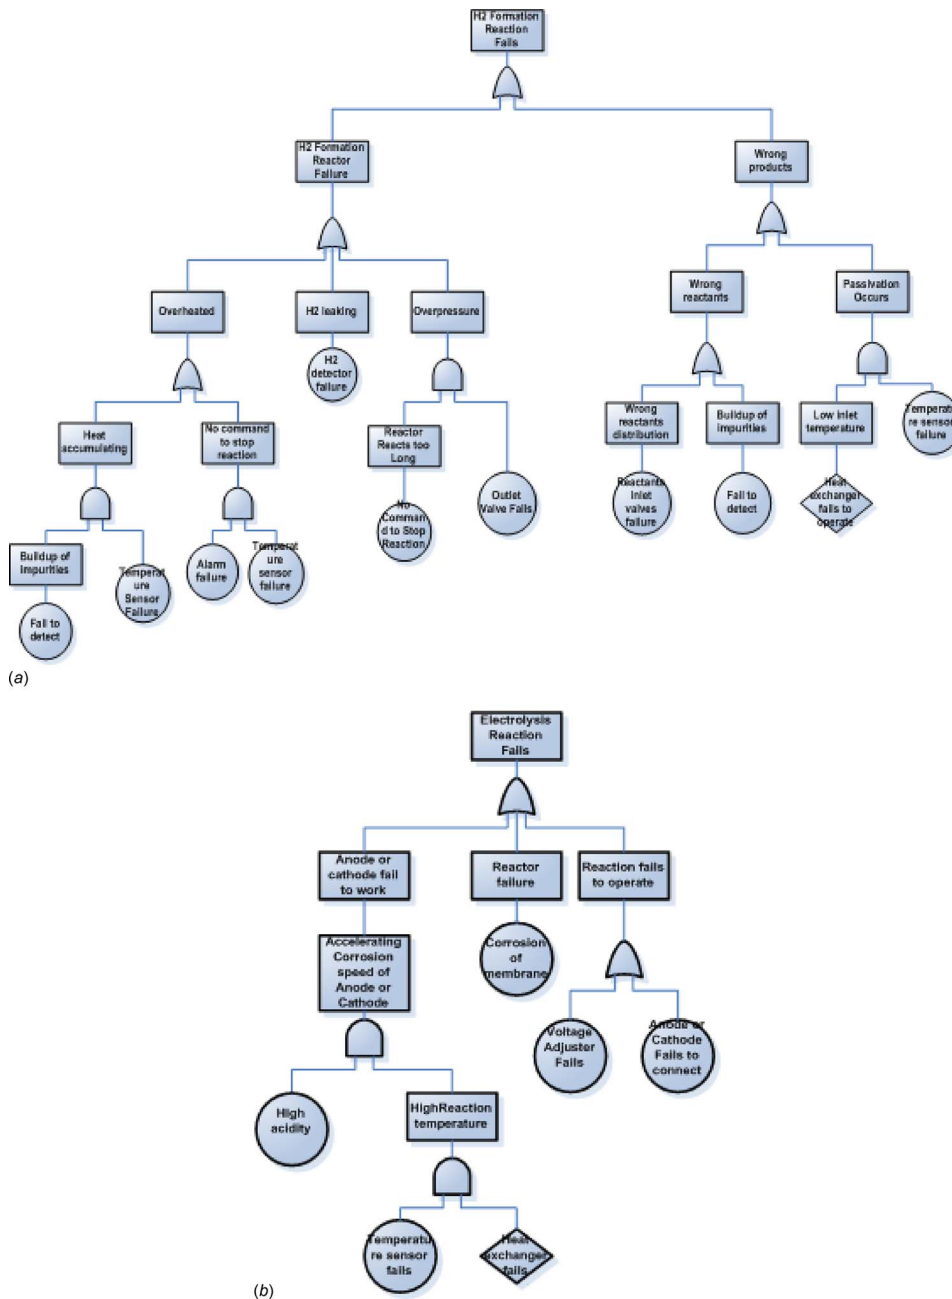 H2 Formation
Reaction
Fails
H2 Formation
Reactor
Failure
Wrong
products
Overheated
H2 leaking
Overpressure
Wrong
reactants
Passivation
Occurs
H2
detector
failure
Heat
accumulating
No command
to stop
reaction
Reactor
Reacts too
Long
Wrong
reactants
distribution
Buildup of
impurities
Low inlet
temperature
Temperatu
re sensor
failure
No
Comman
d to Stop
Reaction
Outlet
Valve Fails
Reactants
inlet
valves
failure
Fail to
detect
Heat
exchanger
fails to
operate
Buildup of
Impurities
Temperat
ure
Sensor
Failure
Alarm
failure
Temperat
ure
sensor
failure
Fail to
detect
(a)
Electrolysis
Reaction
Fails
Anode or
cathode fail
to work
Reactor
failure
Reaction fails
to operate
Accelerating
Corrosion
speed of
Anode or
Cathode
Corrosion
of
membrane
Voltage
Adjuster
Fails
Anode or
Cathode
Fails to
connect
High
acidity
HighReaction
temperature
Temperatu
re sensor
fails
Heat
exchanger
fails
(b)